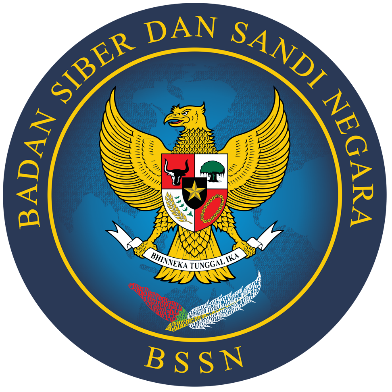 BADAN SIBER DAN SANDI NEGARA
BHINNEKA TUNGGAL IKA
BSSN